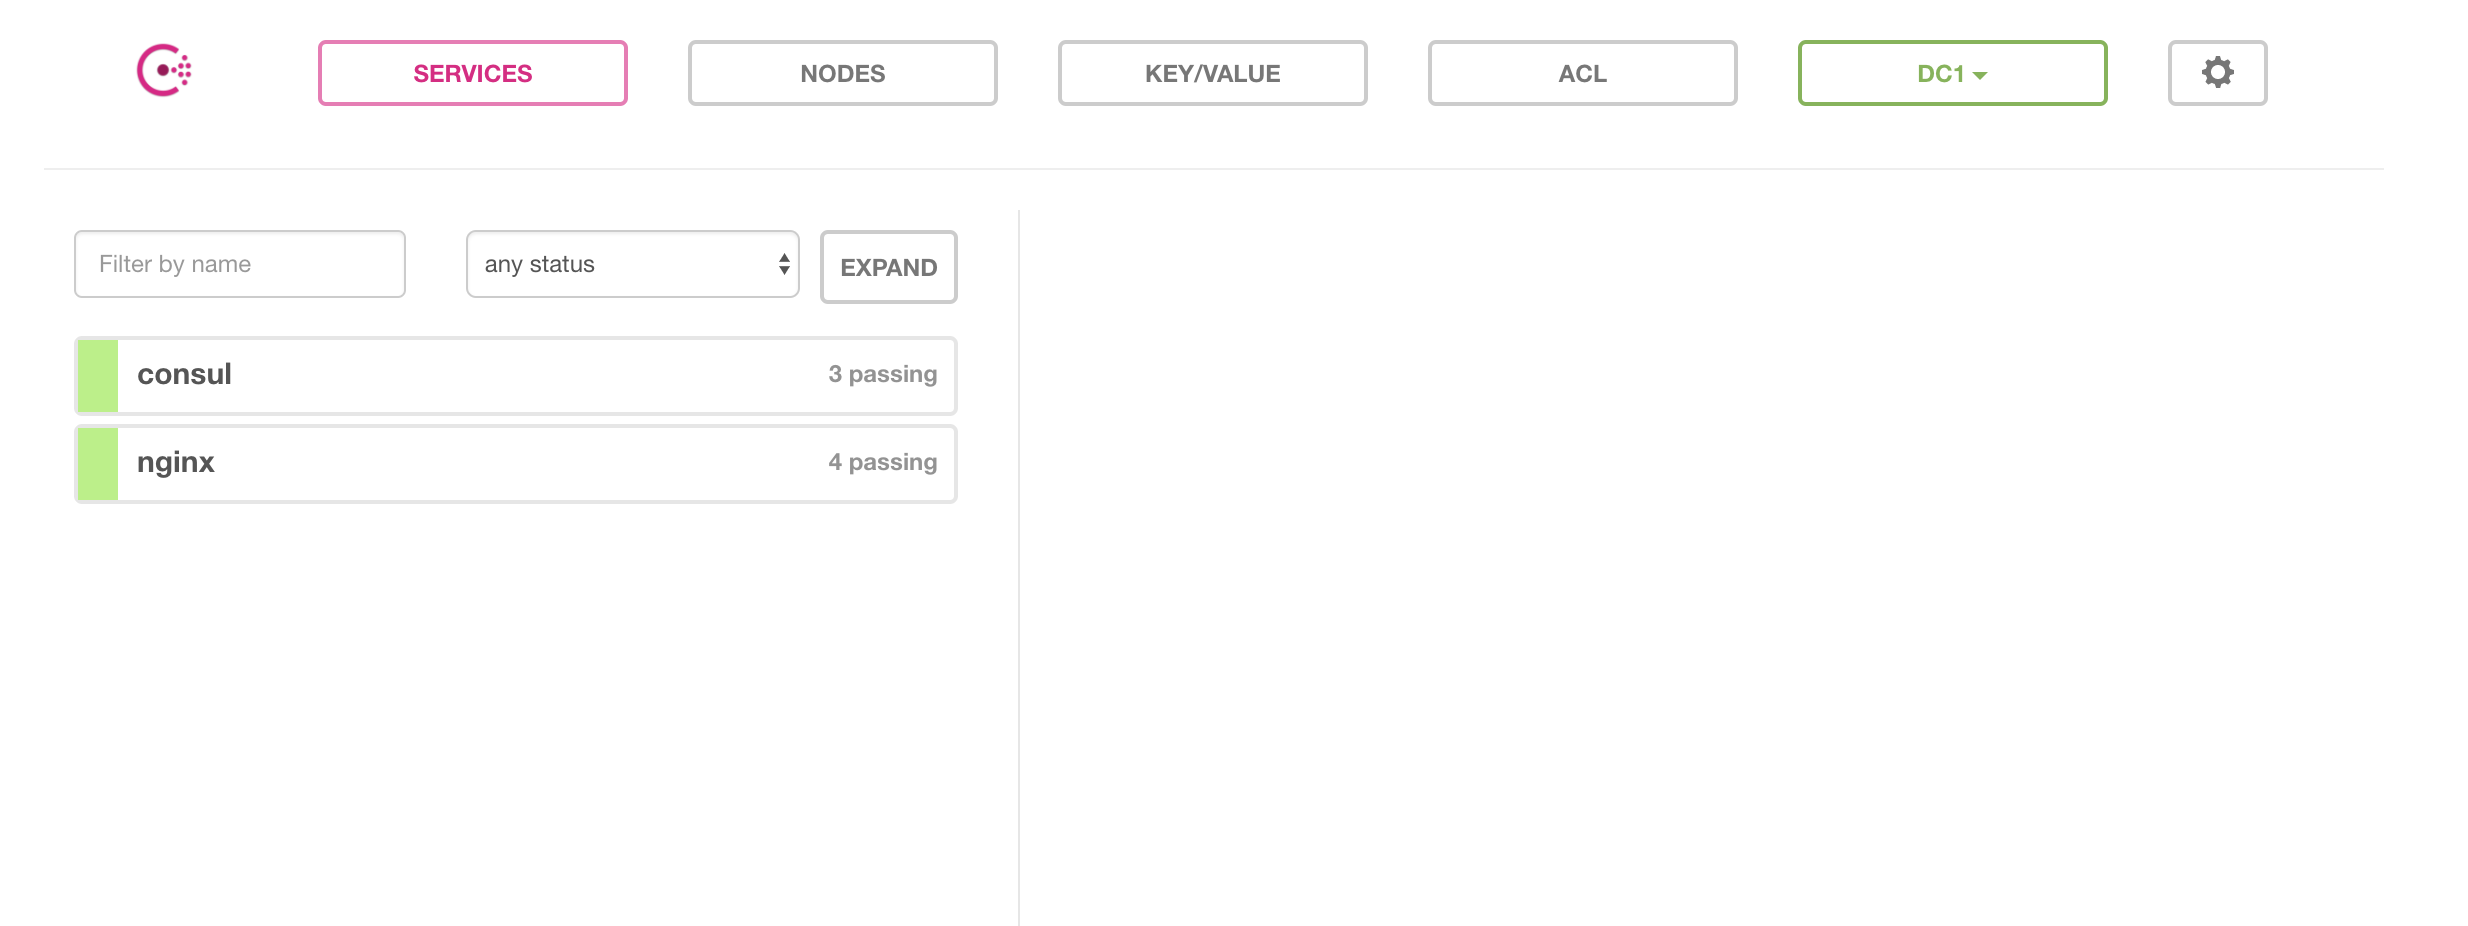 SERVICES NODES KEY/VALUE ACL DC1
Filter by name any status EXPAND
consul 3 passing
nginx 4 passing